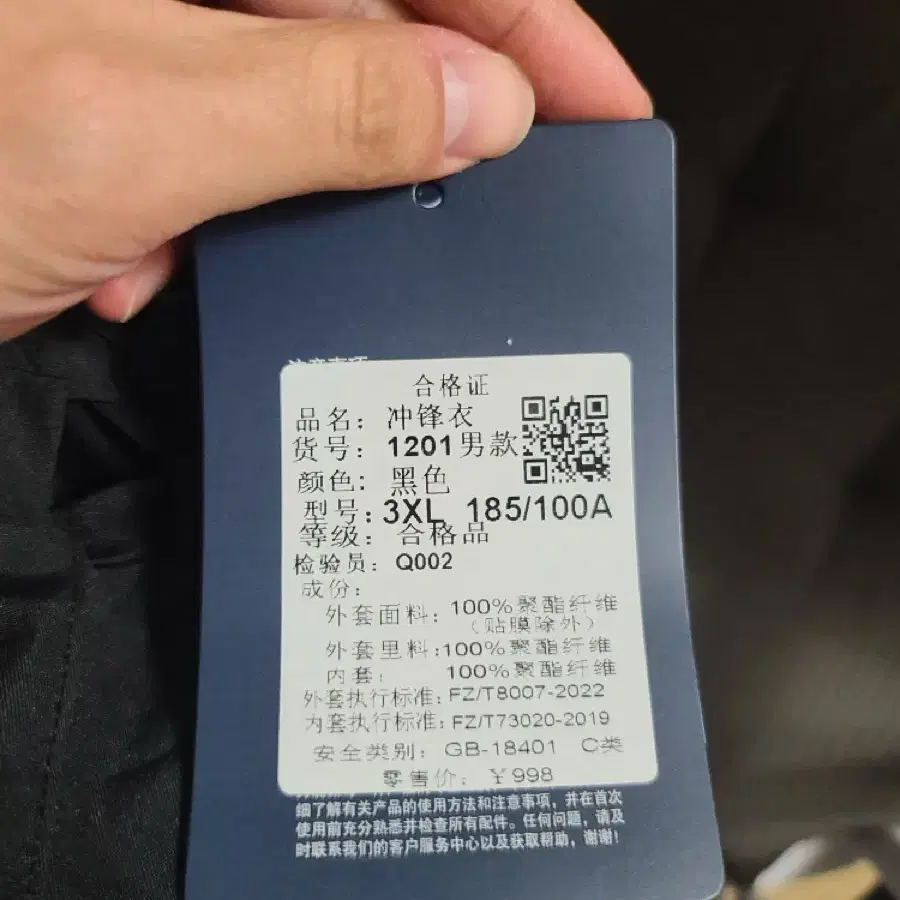 注意事项
合格证
品名：冲锋衣
货号：1201男款
颜色：黑色
型号：3XL 185/100A
等级：合格品
检验员：Q002
成份：
外套面料：100%聚酯纤维
（贴膜除外）
外套里料:100%聚酯纤维
内套：100%聚酯纤维
外套执行标准:FZ/T8007-2022
内套执行标准:FZ/T73020-2019
安全类别：GB-18401 C类
零售价：￥998
细了解有关产品的使用方法和注意事项，并在首次
使用前充分熟悉并检查所有配件。任何问题，请及
时联系我们的客户服务中心以及获取帮助，谢谢!